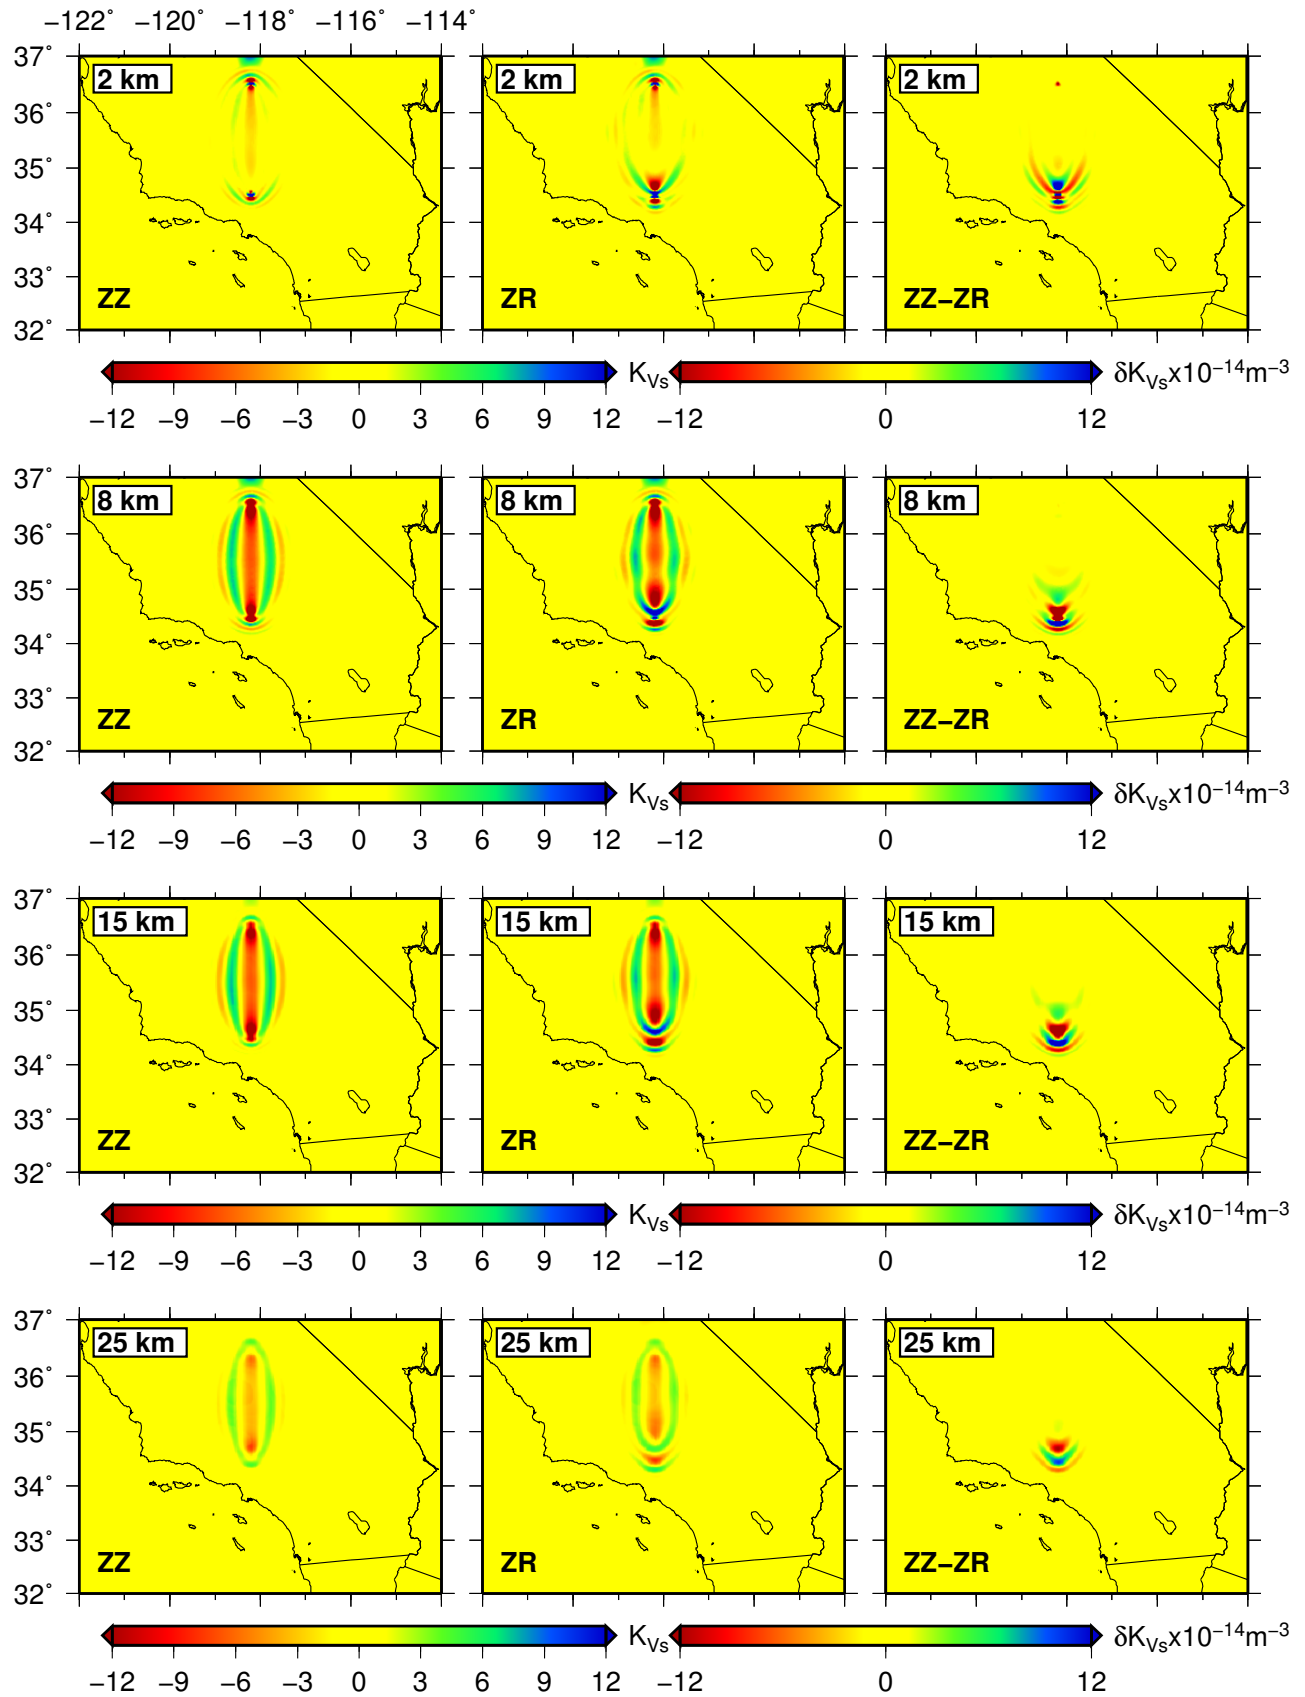 −122° −120° −118° −116° −114°
37° 2 km 2 km 2 km
36°
35°
34°
33°
ZZ ZR ZZ−ZR
32°
K_Vs δK_Vs x10^−14 m^−3
−12 −9 −6 −3 0 3 6 9 12 −12 0 12
37° 8 km 8 km 8 km
36°
35°
34°
33°
ZZ ZR ZZ−ZR
32°
K_Vs δK_Vs x10^−14 m^−3
−12 −9 −6 −3 0 3 6 9 12 −12 0 12
37° 15 km 15 km 15 km
36°
35°
34°
33°
ZZ ZR ZZ−ZR
32°
K_Vs δK_Vs x10^−14 m^−3
−12 −9 −6 −3 0 3 6 9 12 −12 0 12
37° 25 km 25 km 25 km
36°
35°
34°
33°
ZZ ZR ZZ−ZR
32°
K_Vs δK_Vs x10^−14 m^−3
−12 −9 −6 −3 0 3 6 9 12 −12 0 12